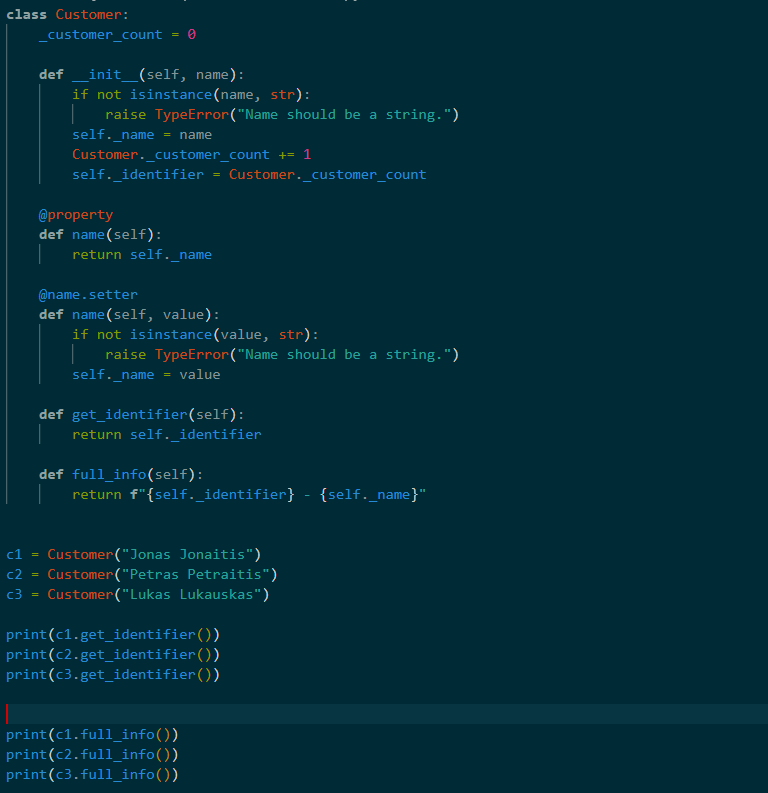 class Customer:
    _customer_count = 0

    def __init__(self, name):
        if not isinstance(name, str):
            raise TypeError("Name should be a string.")
        self._name = name
        Customer._customer_count += 1
        self._identifier = Customer._customer_count

    @property
    def name(self):
        return self._name

    @name.setter
    def name(self, value):
        if not isinstance(value, str):
            raise TypeError("Name should be a string.")
        self._name = value

    def get_identifier(self):
        return self._identifier

    def full_info(self):
        return f"{self._identifier} - {self._name}"


c1 = Customer("Jonas Jonaitis")
c2 = Customer("Petras Petraitis")
c3 = Customer("Lukas Lukauskas")

print(c1.get_identifier())
print(c2.get_identifier())
print(c3.get_identifier())


print(c1.full_info())
print(c2.full_info())
print(c3.full_info())